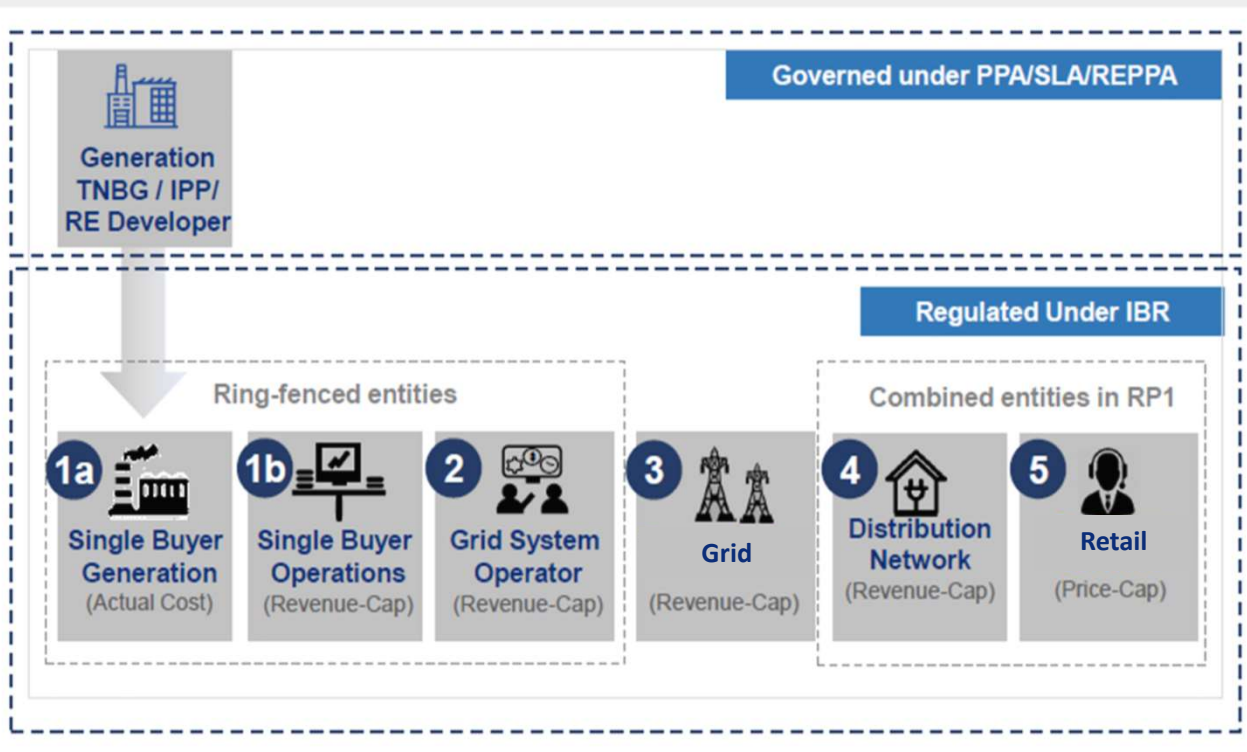 Governed under PPA/SLA/REPPA
Generation
TNBG / IPP/
RE Developer
Regulated Under IBR
Ring-fenced entities
Combined entities in RP1
1a
Single Buyer
Generation
(Actual Cost)
1b
Single Buyer
Operations
(Revenue-Cap)
2
Grid System
Operator
(Revenue-Cap)
3
Grid
(Revenue-Cap)
4
Distribution
Network
(Revenue-Cap)
5
Retail
(Price-Cap)